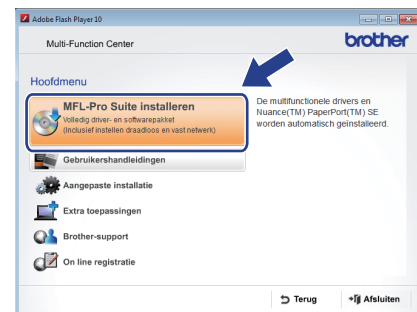 Adobe Flash Player 10
Multi-Function Center
brother
Hoofdmenu
MFL-Pro Suite installeren
Volledig driver- en softwarepakket
(Inclusief instellen draadloos en vast netwerk)
De multifunctionele drivers en
Nuance(TM) PaperPort(TM) SE
worden automatisch geïnstalleerd.
Gebruikershandleidingen
Aangepaste installatie
Extra toepassingen
Brother-support
On line registratie
Terug
Afsluiten